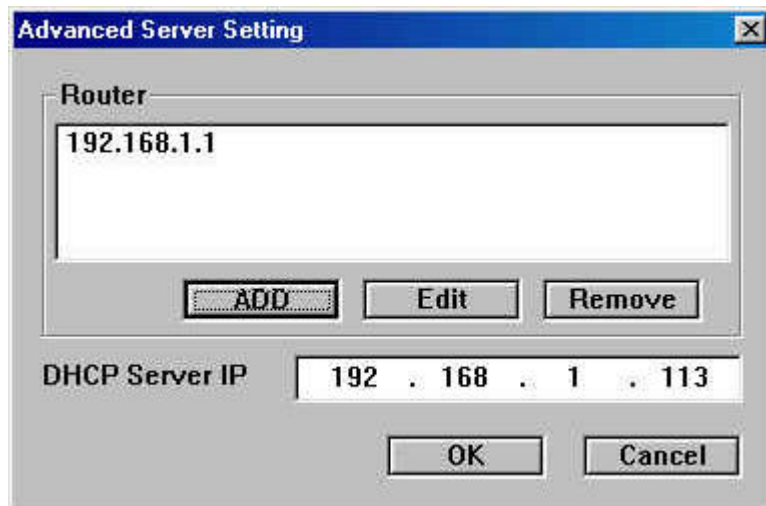 Advanced Server Setting
Router
192.168.1.1
ADD Edit Remove
DHCP Server IP 192 . 168 . 1 . 113
OK Cancel